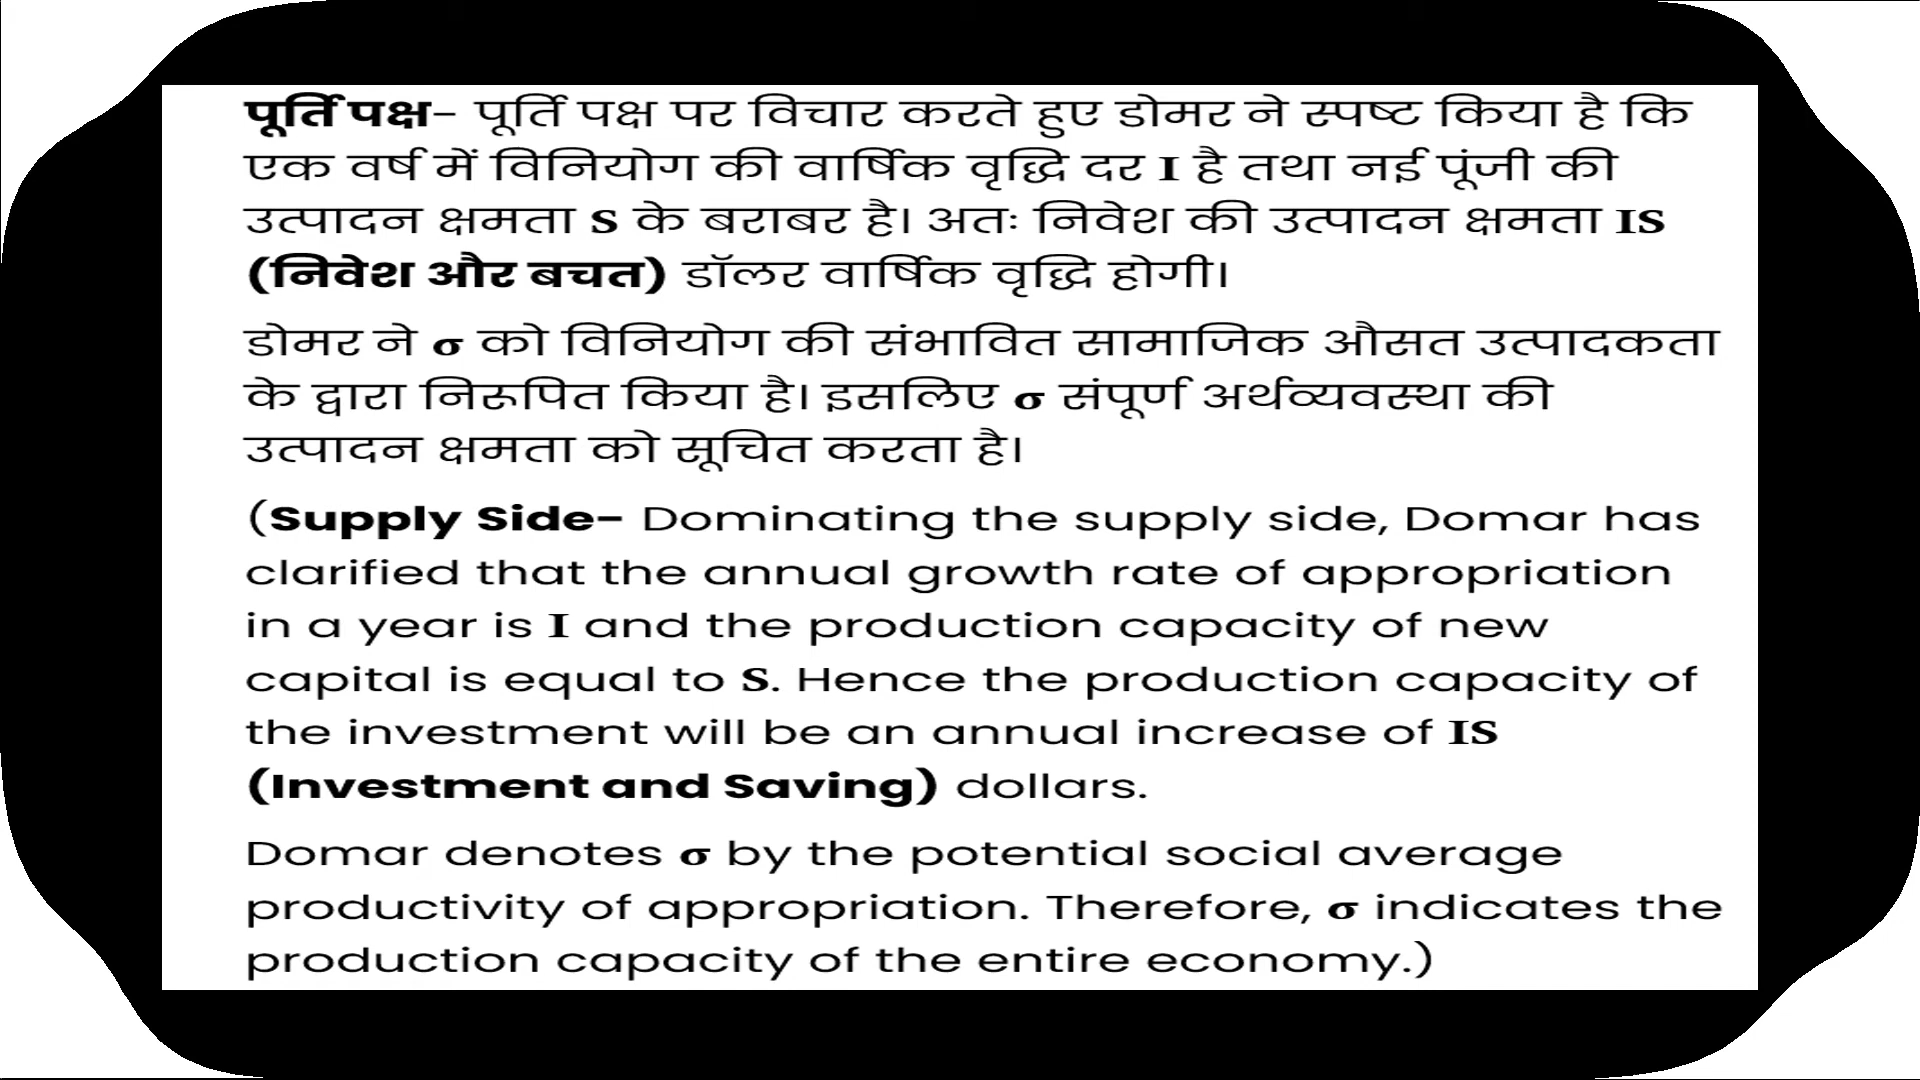 पूर्ति पक्ष- पूर्ति पक्ष पर विचार करते हुए डोमर ने स्पष्ट किया है कि
एक वर्ष में विनियोग की वार्षिक वृद्धि दर I है तथा नई पूंजी की
उत्पादन क्षमता S के बराबर है। अतः निवेश की उत्पादन क्षमता IS
(निवेश और बचत) डॉलर वार्षिक वृद्धि होगी।
डोमर ने σ को विनियोग की संभावित सामाजिक औसत उत्पादकता
के द्वारा निरूपित किया है। इसलिए σ संपूर्ण अर्थव्यवस्था की
उत्पादन क्षमता को सूचित करता है।
(Supply Side- Dominating the supply side, Domar has
clarified that the annual growth rate of appropriation
in a year is I and the production capacity of new
capital is equal to S. Hence the production capacity of
the investment will be an annual increase of IS
(Investment and Saving) dollars.
Domar denotes σ by the potential social average
productivity of appropriation. Therefore, σ indicates the
production capacity of the entire economy.)